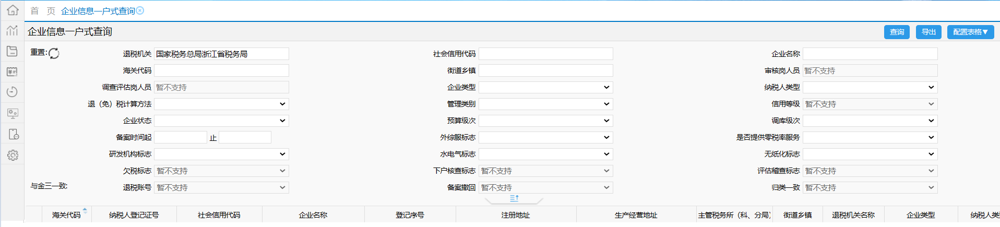 首 页 企业信息一户式查询
企业信息一户式查询 查询 导出 配置表格▼
重置: 退税机关 国家税务总局浙江省税务局 社会信用代码 企业名称
海关代码 街道乡镇 审核岗人员 暂不支持
调查评估岗人员 暂不支持 企业类型 纳税人类型
退（免）税计算方法 管理类别 信用等级 暂不支持
企业状态 预算级次 调库级次
备案时间起 止 外综服标志 是否提供零税率服务
研发机构标志 水电气标志 无纸化标志
欠税标志 暂不支持 下户核查标志 暂不支持 评估稽查标志 暂不支持
与金三一致: 退税账号 暂不支持 备案撤回 暂不支持 归类一致 暂不支持
海关代码 纳税人登记证号 社会信用代码 企业名称 登记序号 注册地址 生产经营地址 主管税务所（科、分局） 街道乡镇 退税机关名称 企业类型 纳税人类